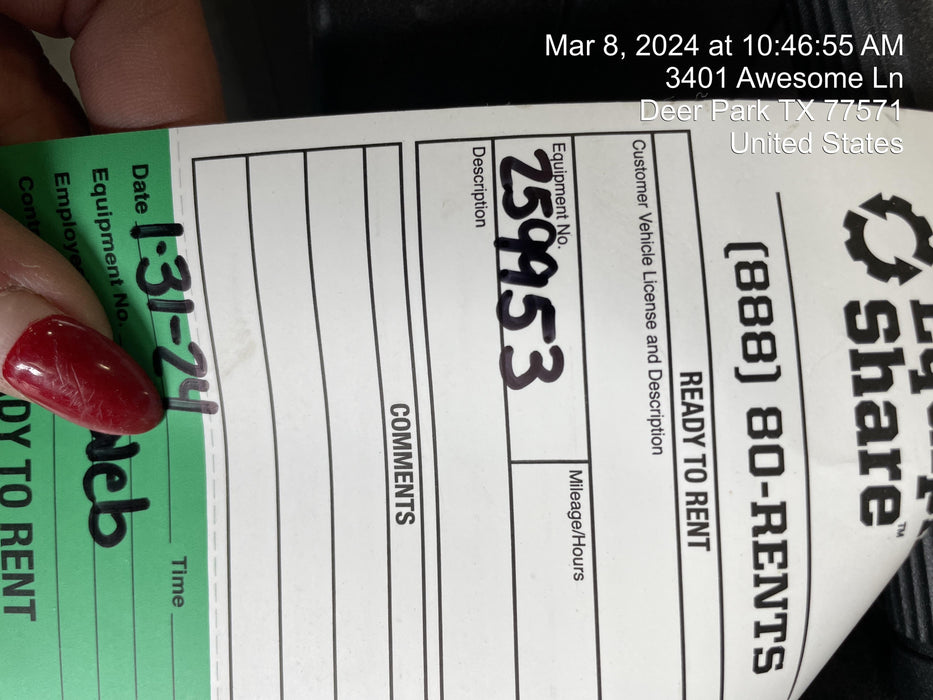 Mar 8, 2024 at 10:46:55 AM
3401 Awesome Ln
Deer Park TX 77571
United States
Share™
(888) 80-RENTS
READY TO RENT
Customer Vehicle License and Description
Equipment No. 259953
Mileage/Hours
Description
COMMENTS
Date 1-31-24 Time
Equipment No.
READY TO RENT